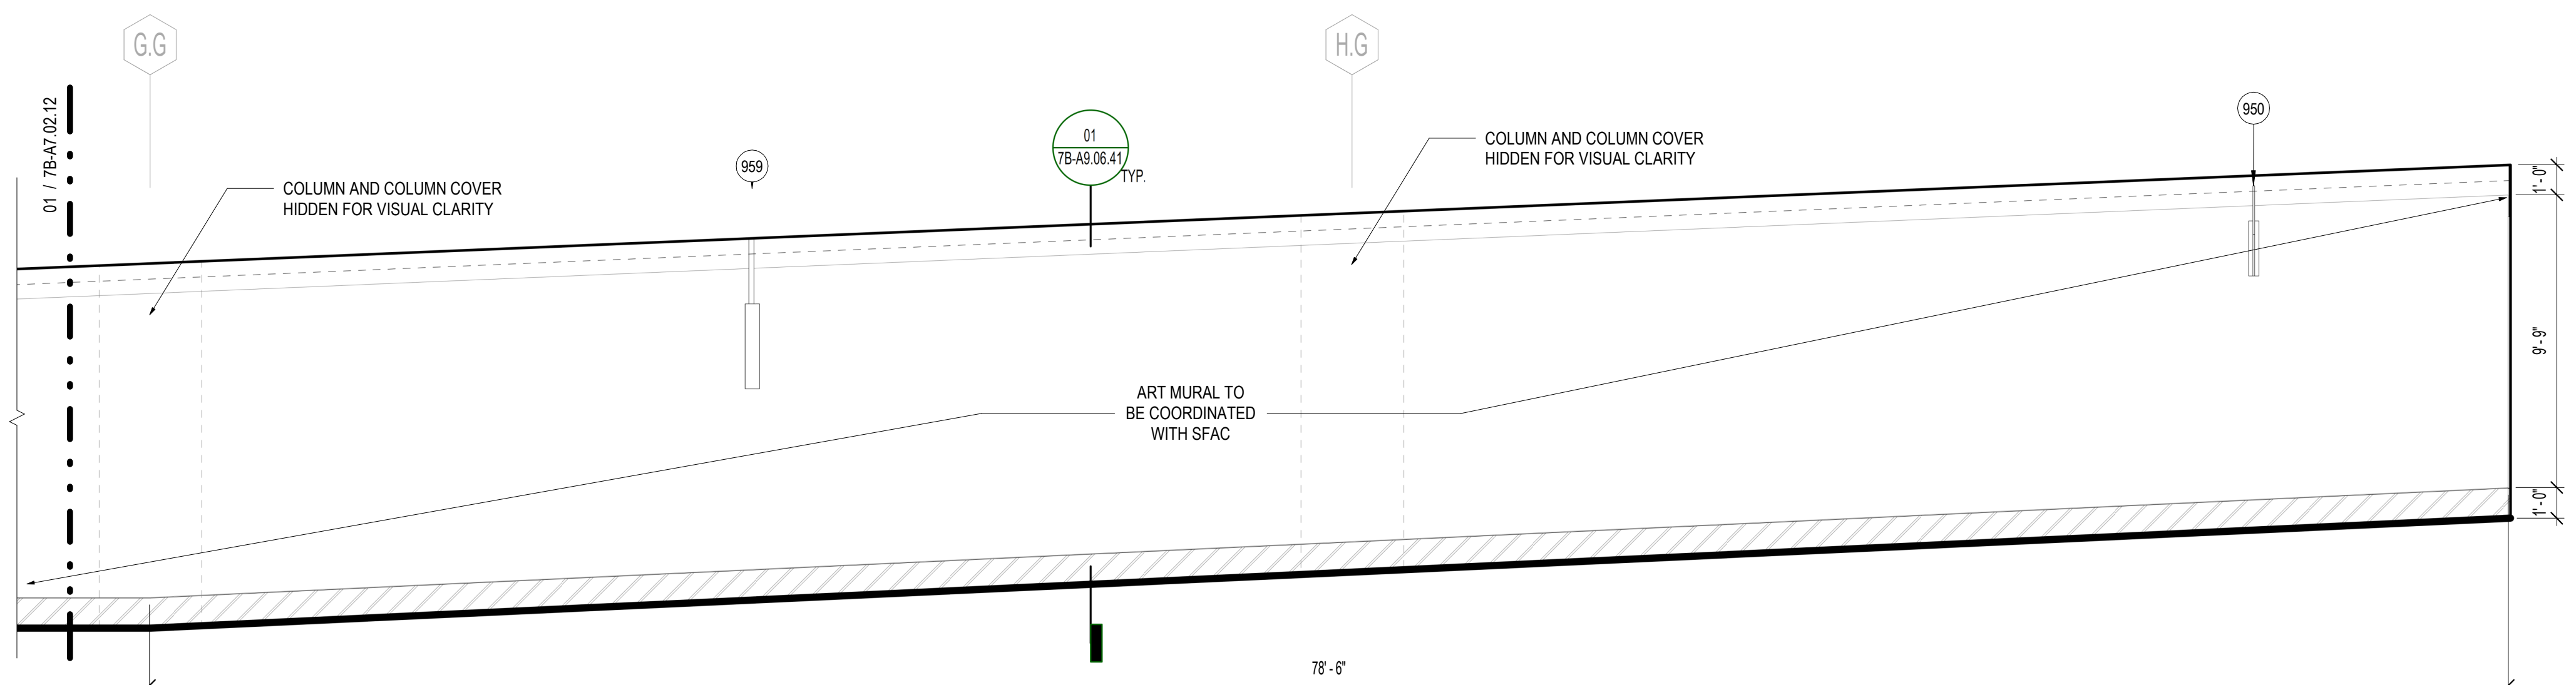 G.G
H.G
01 / 7B-A7.02.12
950
01
7B-A9.06.41
TYP.
959
COLUMN AND COLUMN COVER
HIDDEN FOR VISUAL CLARITY
COLUMN AND COLUMN COVER
HIDDEN FOR VISUAL CLARITY
1' - 0"
9' - 9"
1' - 0"
ART MURAL TO
BE COORDINATED
WITH SFAC
78' - 6"